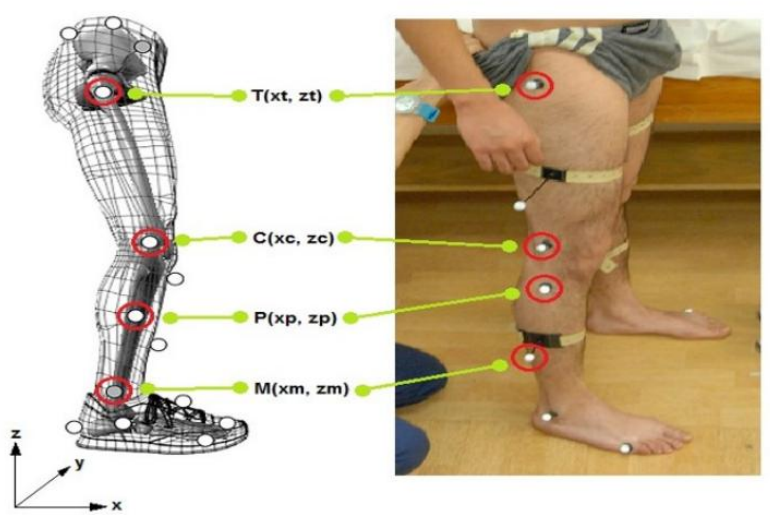 T(xt, zt)
C(xc, zc)
P(xp, zp)
M(xm, zm)
z
y
x